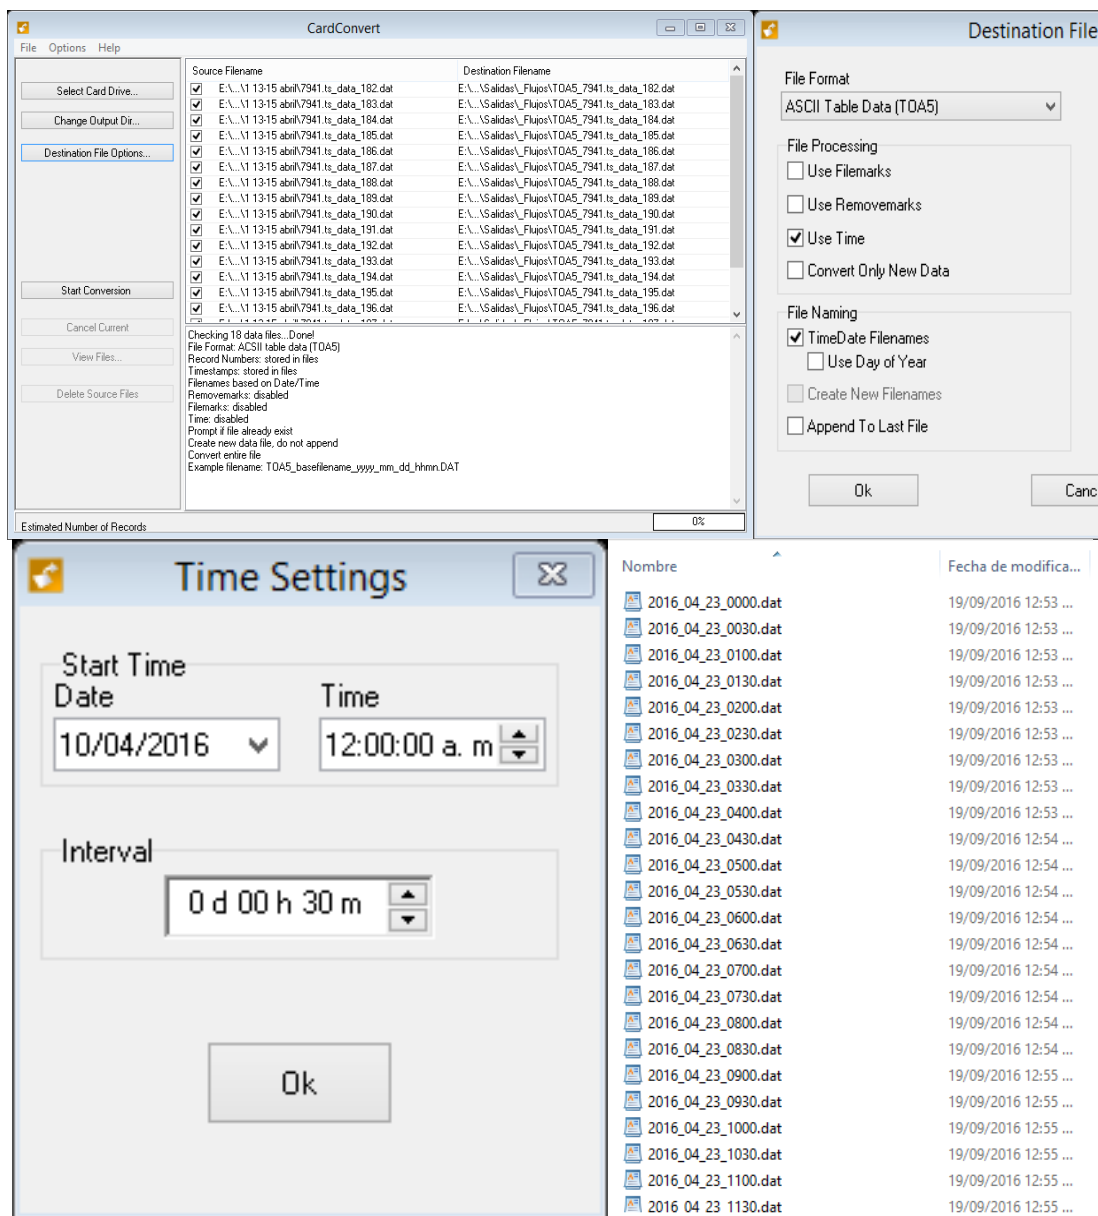 CardConvert
File Options Help
Select Card Drive...
Change Output Dir...
Destination File Options...
Start Conversion
Cancel Current
View Files...
Delete Source Files
Source Filename Destination Filename
E:\...\1 13-15 abril\7941.ts_data_182.dat E:\...\Salidas\_Flujos\TOA5_7941.ts_data_182.dat
E:\...\1 13-15 abril\7941.ts_data_183.dat E:\...\Salidas\_Flujos\TOA5_7941.ts_data_183.dat
E:\...\1 13-15 abril\7941.ts_data_184.dat E:\...\Salidas\_Flujos\TOA5_7941.ts_data_184.dat
E:\...\1 13-15 abril\7941.ts_data_185.dat E:\...\Salidas\_Flujos\TOA5_7941.ts_data_185.dat
E:\...\1 13-15 abril\7941.ts_data_186.dat E:\...\Salidas\_Flujos\TOA5_7941.ts_data_186.dat
E:\...\1 13-15 abril\7941.ts_data_187.dat E:\...\Salidas\_Flujos\TOA5_7941.ts_data_187.dat
E:\...\1 13-15 abril\7941.ts_data_188.dat E:\...\Salidas\_Flujos\TOA5_7941.ts_data_188.dat
E:\...\1 13-15 abril\7941.ts_data_189.dat E:\...\Salidas\_Flujos\TOA5_7941.ts_data_189.dat
E:\...\1 13-15 abril\7941.ts_data_190.dat E:\...\Salidas\_Flujos\TOA5_7941.ts_data_190.dat
E:\...\1 13-15 abril\7941.ts_data_191.dat E:\...\Salidas\_Flujos\TOA5_7941.ts_data_191.dat
E:\...\1 13-15 abril\7941.ts_data_192.dat E:\...\Salidas\_Flujos\TOA5_7941.ts_data_192.dat
E:\...\1 13-15 abril\7941.ts_data_193.dat E:\...\Salidas\_Flujos\TOA5_7941.ts_data_193.dat
E:\...\1 13-15 abril\7941.ts_data_194.dat E:\...\Salidas\_Flujos\TOA5_7941.ts_data_194.dat
E:\...\1 13-15 abril\7941.ts_data_195.dat E:\...\Salidas\_Flujos\TOA5_7941.ts_data_195.dat
E:\...\1 13-15 abril\7941.ts_data_196.dat E:\...\Salidas\_Flujos\TOA5_7941.ts_data_196.dat
Checking 18 data files...Done!
File Format: ACSII table data (TOA5)
Record Numbers: stored in files
Timestamps: stored in files
Filenames based on Date/Time
Removemarks: disabled
Filemarks: disabled
Time: disabled
Prompt if file already exist
Create new data file, do not append
Convert entire file
Example filename: TOA5_basefilename_yyyy_mm_dd_hhmn.DAT
Estimated Number of Records 0%
Destination File
File Format
ASCII Table Data (TOA5)
File Processing
Use Filemarks
Use Removemarks
Use Time
Convert Only New Data
File Naming
TimeDate Filenames
Use Day of Year
Create New Filenames
Append To Last File
Ok Canc
Time Settings
Start Time
Date Time
10/04/2016 12:00:00 a. m
Interval
0 d 00 h 30 m
Ok
Nombre Fecha de modifica...
2016_04_23_0000.dat 19/09/2016 12:53 ...
2016_04_23_0030.dat 19/09/2016 12:53 ...
2016_04_23_0100.dat 19/09/2016 12:53 ...
2016_04_23_0130.dat 19/09/2016 12:53 ...
2016_04_23_0200.dat 19/09/2016 12:53 ...
2016_04_23_0230.dat 19/09/2016 12:53 ...
2016_04_23_0300.dat 19/09/2016 12:53 ...
2016_04_23_0330.dat 19/09/2016 12:53 ...
2016_04_23_0400.dat 19/09/2016 12:53 ...
2016_04_23_0430.dat 19/09/2016 12:54 ...
2016_04_23_0500.dat 19/09/2016 12:54 ...
2016_04_23_0530.dat 19/09/2016 12:54 ...
2016_04_23_0600.dat 19/09/2016 12:54 ...
2016_04_23_0630.dat 19/09/2016 12:54 ...
2016_04_23_0700.dat 19/09/2016 12:54 ...
2016_04_23_0730.dat 19/09/2016 12:54 ...
2016_04_23_0800.dat 19/09/2016 12:54 ...
2016_04_23_0830.dat 19/09/2016 12:54 ...
2016_04_23_0900.dat 19/09/2016 12:55 ...
2016_04_23_0930.dat 19/09/2016 12:55 ...
2016_04_23_1000.dat 19/09/2016 12:55 ...
2016_04_23_1030.dat 19/09/2016 12:55 ...
2016_04_23_1100.dat 19/09/2016 12:55 ...
2016 04 23 1130.dat 19/09/2016 12:55 ...